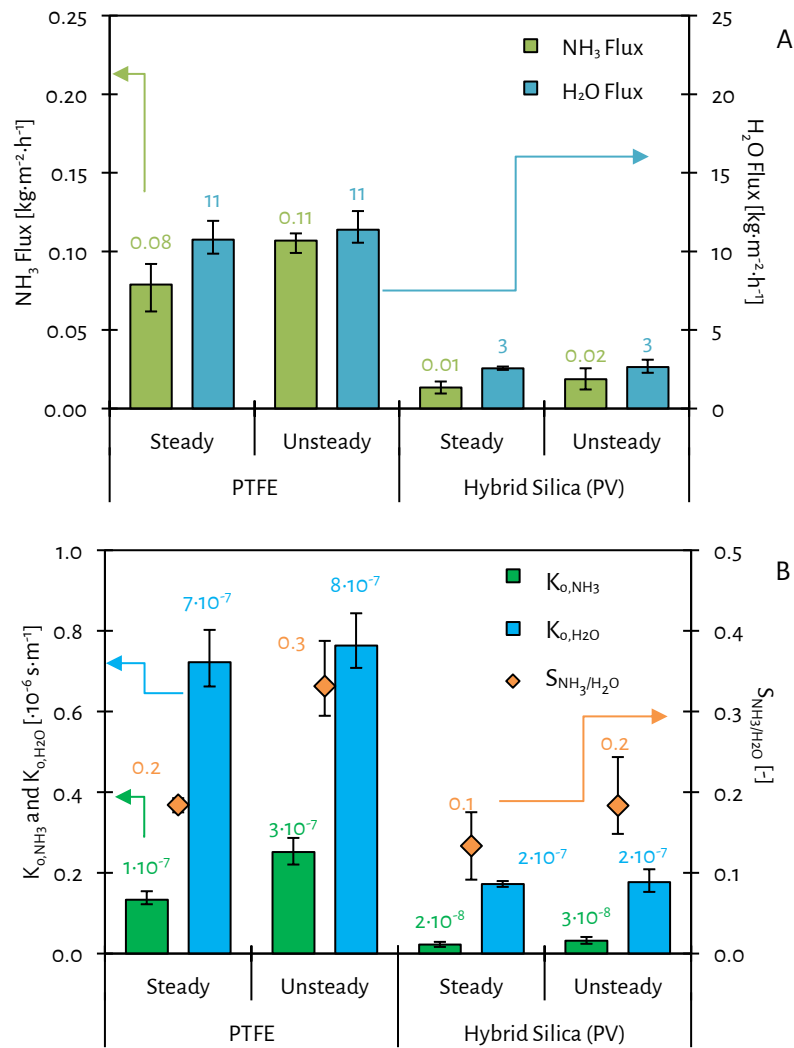 A
NH₃ Flux [kg·m⁻²·h⁻¹]
0.25
0.20
0.15
0.10
0.05
0.00
25
20
15
10
5
0
H₂O Flux [kg·m⁻²·h⁻¹]
NH₃ Flux
H₂O Flux
0.08
11
0.11
11
0.01
3
0.02
3
Steady Unsteady Steady Unsteady
PTFE Hybrid Silica (PV)
B
K₀,NH₃ and K₀,H2O [·10⁻⁶ s·m⁻¹]
1.0
0.8
0.6
0.4
0.2
0.0
0.5
0.4
0.3
0.2
0.1
0.0
S NH₃/H2O [-]
K₀,NH₃
K₀,H2O
S NH₃/H₂O
7·10⁻⁷
8·10⁻⁷
0.3
0.2
0.2
0.1
3·10⁻⁷
1·10⁻⁷
2·10⁻⁷
2·10⁻⁷
2·10⁻⁸
3·10⁻⁸
Steady Unsteady Steady Unsteady
PTFE Hybrid Silica (PV)